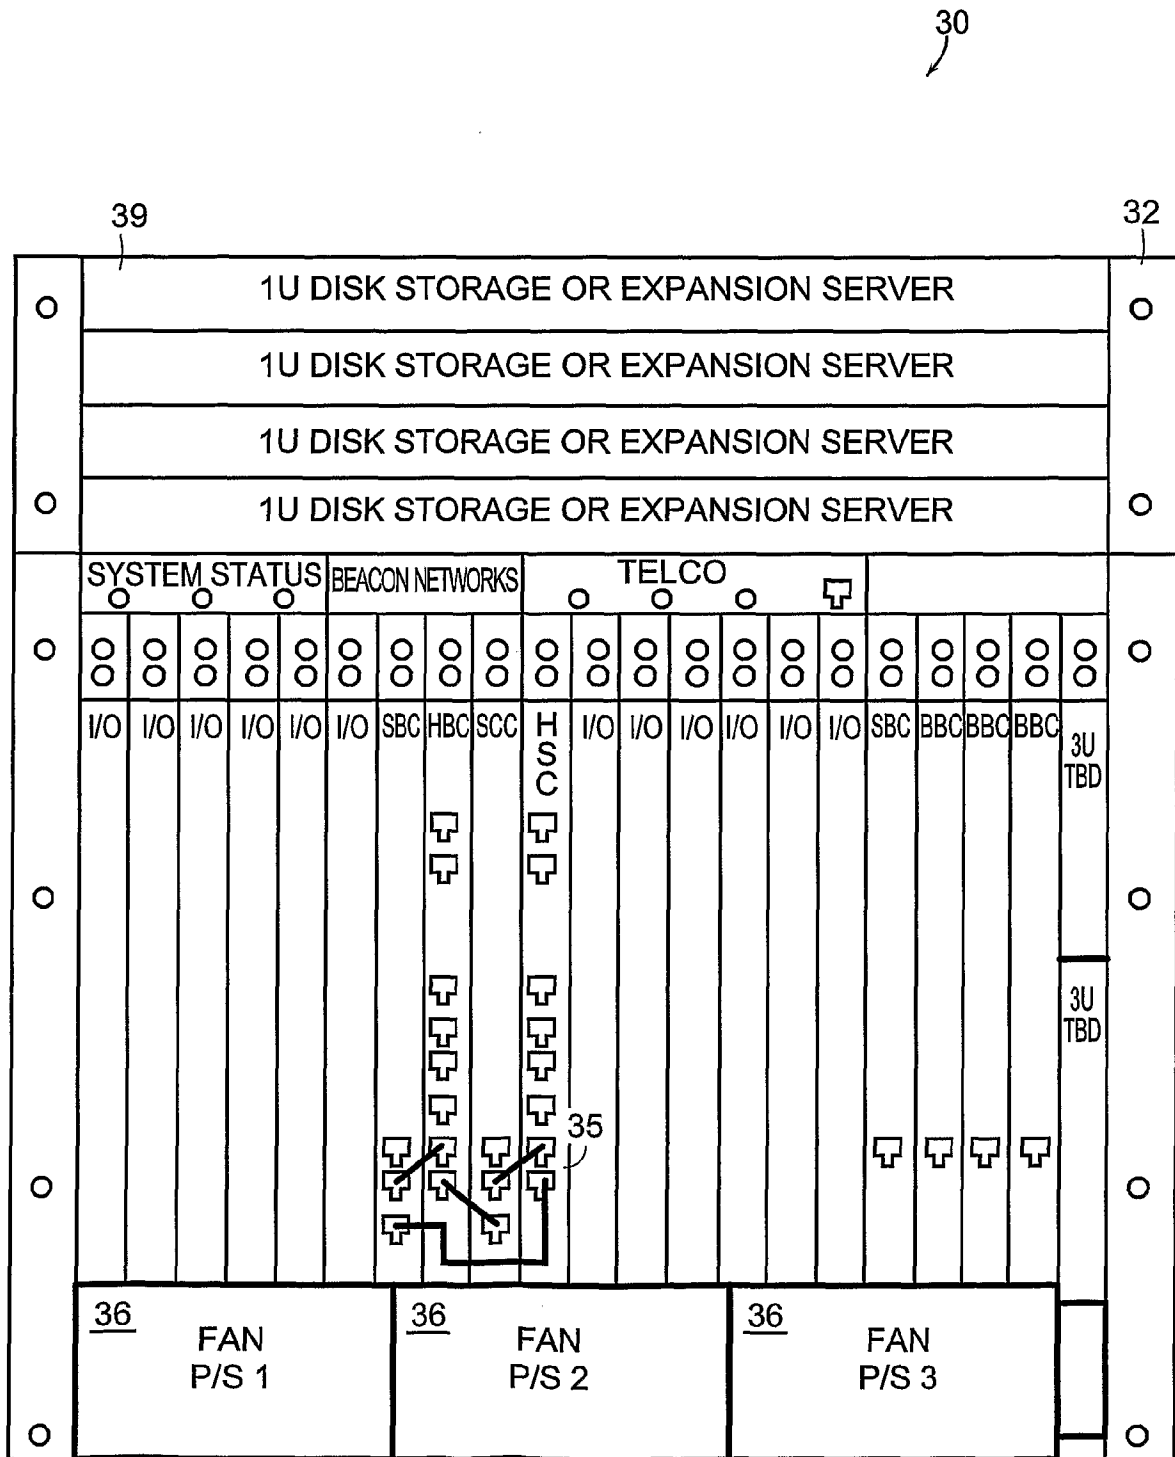 30
39
32
1U DISK STORAGE OR EXPANSION SERVER
1U DISK STORAGE OR EXPANSION SERVER
1U DISK STORAGE OR EXPANSION SERVER
1U DISK STORAGE OR EXPANSION SERVER
SYSTEM STATUS BEACON NETWORKS TELCO
I/O I/O I/O I/O I/O I/O SBC HBC SCC HSC I/O I/O I/O I/O I/O I/O SBC BBC BBC BBC 3U TBD
3U TBD
35
36 36 36
FAN FAN FAN
P/S 1 P/S 2 P/S 3